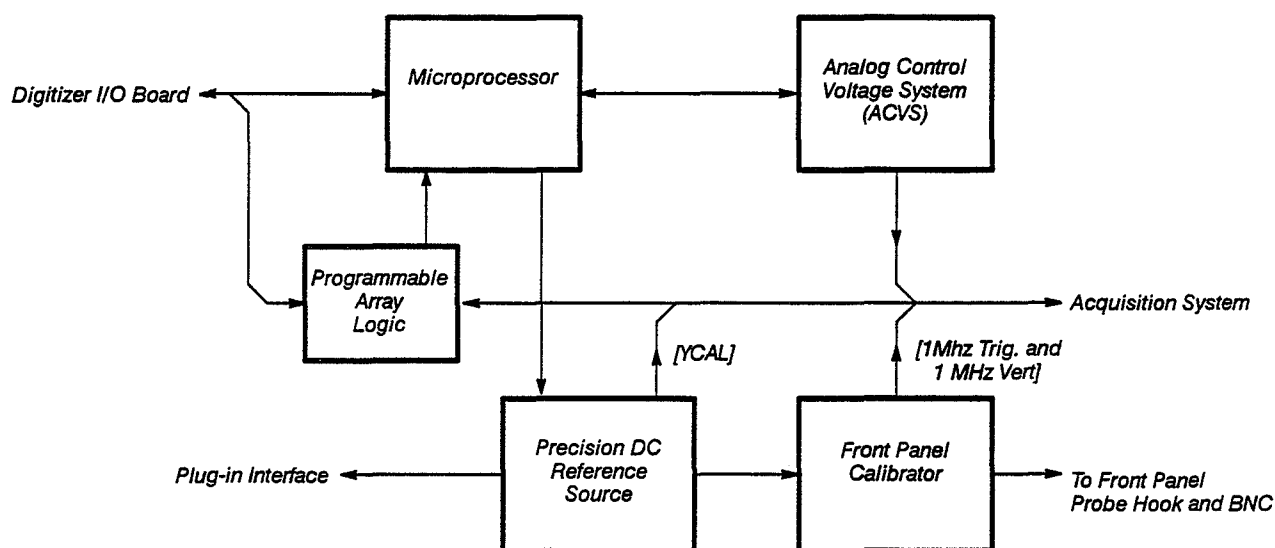 Microprocessor
Analog Control
Voltage System
(ACVS)
Digitizer I/O Board
Programmable
Array
Logic
Acquisition System
[YCAL]
[1Mhz Trig. and
1 MHz Vert]
Precision DC
Reference
Source
Front Panel
Calibrator
Plug-in Interface
To Front Panel
Probe Hook and BNC